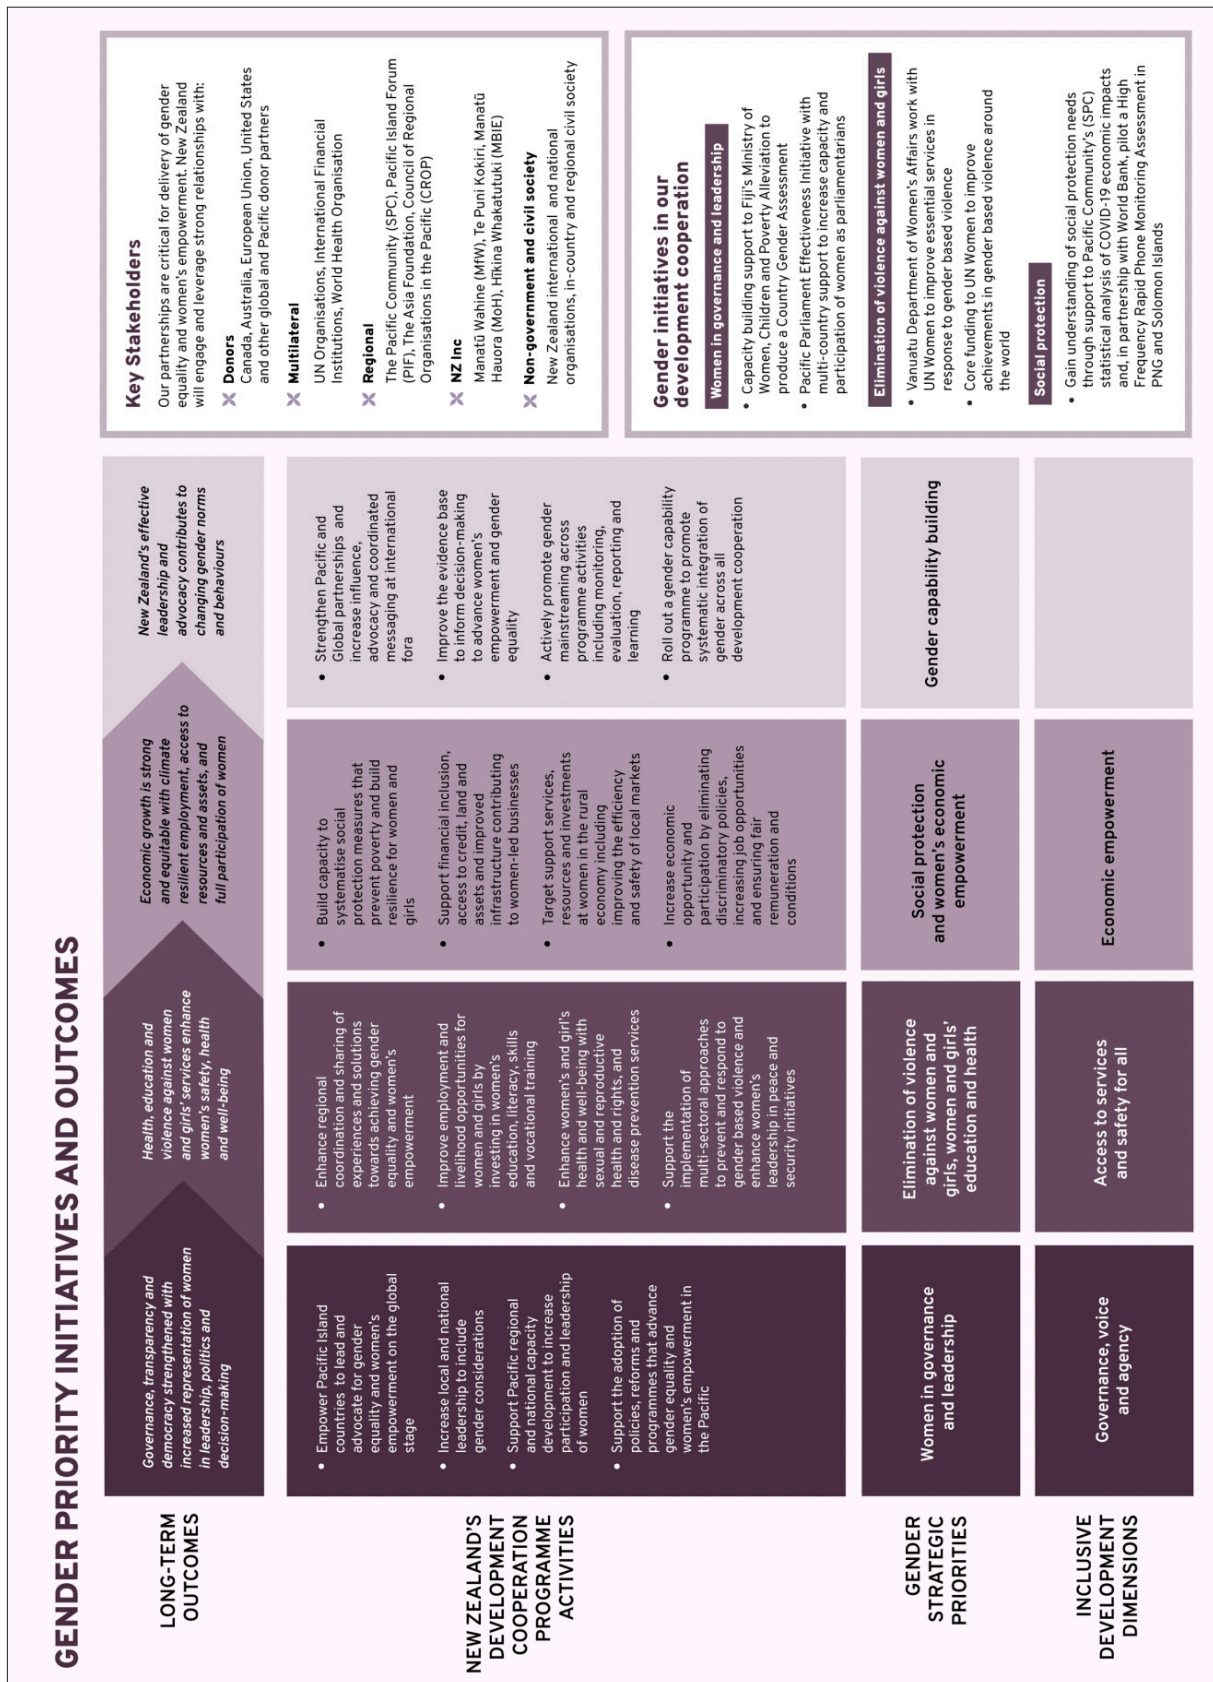 GENDER PRIORITY INITIATIVES AND OUTCOMES
LONG-TERM
OUTCOMES
Governance, transparency and
democracy strengthened with
increased representation of women
in leadership, politics and
decision-making
Health, education and
violence against women
and girls' services enhance
women's safety, health
and well-being
Economic growth is strong
and equitable with climate
resilient employment, access to
resources and assets, and
full participation of women
New Zealand's effective
leadership and
advocacy contributes to
changing gender norms
and behaviours
NEW ZEALAND'S
DEVELOPMENT
COOPERATION
PROGRAMME
ACTIVITIES
• Empower Pacific Island
countries to lead and
advocate for gender
equality and women's
empowerment on the global
stage
• Increase local and national
leadership to include
gender considerations
• Support Pacific regional
and national capacity
development to increase
participation and leadership
of women
• Support the adoption of
policies, reforms and
programmes that advance
gender equality and
women's empowerment in
the Pacific
• Enhance regional
coordination and sharing of
experiences and solutions
towards achieving gender
equality and women's
empowerment
• Improve employment and
livelihood opportunities for
women and girls by
investing in women's
education, literacy, skills
and vocational training
• Enhance women's and girl's
health and well-being with
sexual and reproductive
health and rights, and
disease prevention services
• Support the
implementation of
multi-sectoral approaches
to prevent and respond to
gender based violence and
enhance women's
leadership in peace and
security initiatives
• Build capacity to
systematise social
protection measures that
prevent poverty and build
resilience for women and
girls
• Support financial inclusion,
access to credit, land and
assets and improved
infrastructure contributing
to women-led businesses
• Target support services,
resources and investments
at women in the rural
economy including
improving the efficiency
and safety of local markets
• Increase economic
opportunity and
participation by eliminating
discriminatory policies,
increasing job opportunities
and ensuring fair
remuneration and
conditions
• Strengthen Pacific and
Global partnerships and
increase influence,
advocacy and coordinated
messaging at international
fora
• Improve the evidence base
to inform decision-making
to advance women's
empowerment and gender
equality
• Actively promote gender
mainstreaming across
programme activities
including monitoring,
evaluation, reporting and
learning
• Roll out a gender capability
programme to promote
systematic integration of
gender across all
development cooperation
GENDER
STRATEGIC
PRIORITIES
Women in governance
and leadership
Elimination of violence
against women and
girls, women and girls'
education and health
Social protection
and women's economic
empowerment
Gender capability building
INCLUSIVE
DEVELOPMENT
DIMENSIONS
Governance, voice
and agency
Access to services
and safety for all
Economic empowerment
Key Stakeholders
Our partnerships are critical for delivery of gender
equality and women's empowerment. New Zealand
will engage and leverage strong relationships with:
Donors
Canada, Australia, European Union, United States
and other global and Pacific donor partners
Multilateral
UN Organisations, International Financial
Institutions, World Health Organisation
Regional
The Pacific Community (SPC), Pacific Island Forum
(PIF), The Asia Foundation, Council of Regional
Organisations in the Pacific (CROP)
NZ Inc
Manatū Wahine (MfW), Te Puni Kokiri, Manatū
Hauora (MoH), Hīkina Whakatutuki (MBIE)
Non-government and civil society
New Zealand international and national
organisations, in-country and regional civil society
Gender initiatives in our
development cooperation
Women in governance and leadership
• Capacity building support to Fiji's Ministry of
Women, Children and Poverty Alleviation to
produce a Country Gender Assessment
• Pacific Parliament Effectiveness Initiative with
multi-country support to increase capacity and
participation of women as parliamentarians
Elimination of violence against women and girls
• Vanuatu Department of Women's Affairs work with
UN Women to improve essential services in
response to gender based violence
• Core funding to UN Women to improve
achievements in gender based violence around
the world
Social protection
• Gain understanding of social protection needs
through support to Pacific Community's (SPC)
statistical analysis of COVID-19 economic impacts
and, in partnership with World Bank, pilot a High
Frequency Rapid Phone Monitoring Assessment in
PNG and Solomon Islands